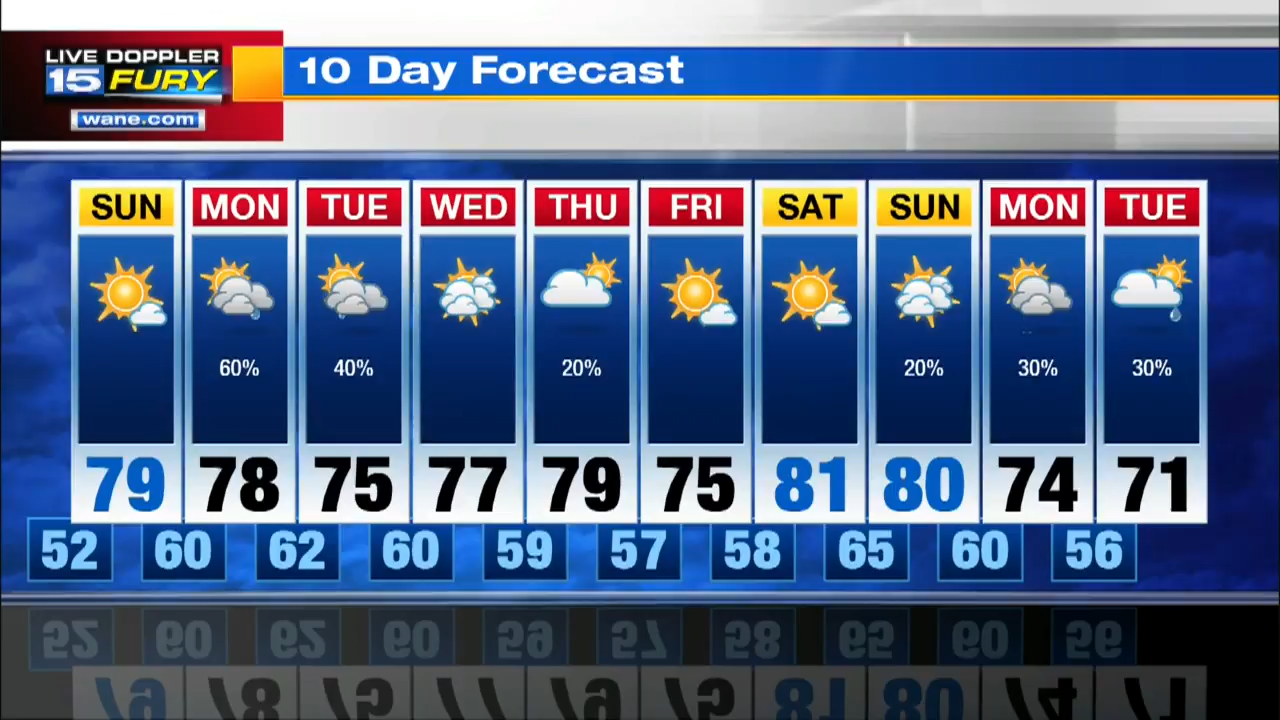 LIVE DOPPLER
15 FURY
wane.com
10 Day Forecast
SUN MON TUE WED THU FRI SAT SUN MON TUE
60% 40% 20% 20% 30% 30%
79 78 75 77 79 75 81 80 74 71
52 60 62 60 59 57 58 65 60 56